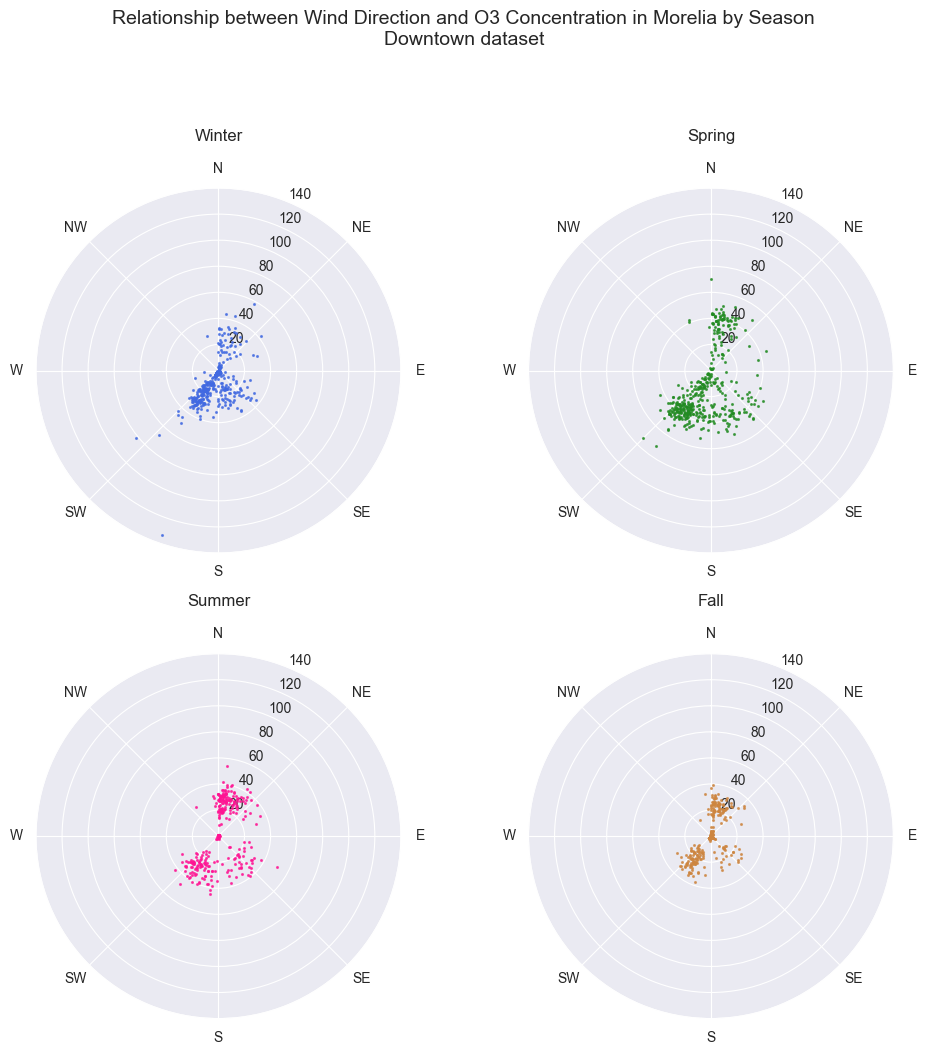 Relationship between Wind Direction and O3 Concentration in Morelia by Season
Downtown dataset
Winter
N
NW
NE
W
E
SW
SE
S
20
40
60
80
100
120
140
Spring
N
NW
NE
W
E
SW
SE
S
20
40
60
80
100
120
140
Summer
N
NW
NE
W
E
SW
SE
S
20
40
60
80
100
120
140
Fall
N
NW
NE
W
E
SW
SE
S
20
40
60
80
100
120
140